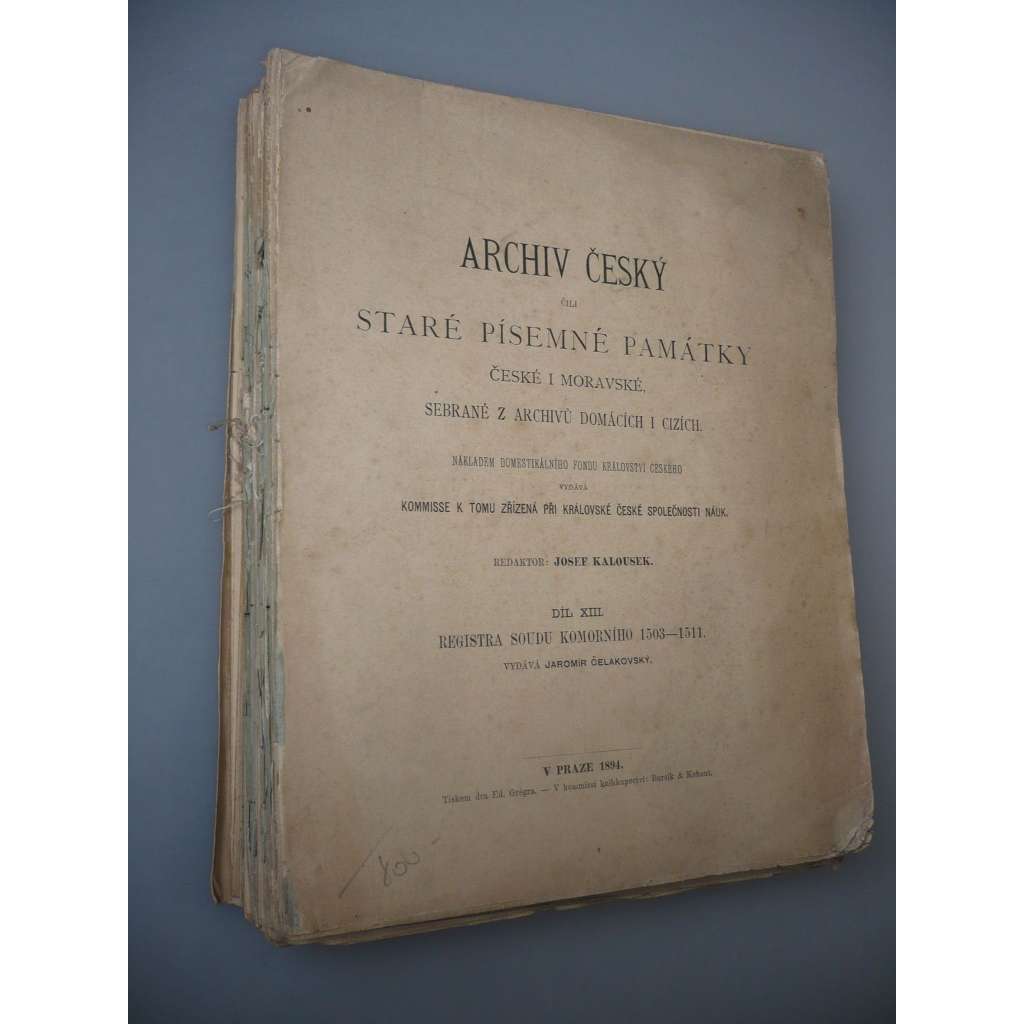 ARCHIV ČESKÝ
ČILI
STARÉ PÍSEMNÉ PAMÁTKY
ČESKÉ I MORAVSKÉ,
SEBRANÉ Z ARCHIVŮ DOMÁCÍCH I CIZÍCH.
NÁKLADEM DOMESTIKÁLNÍHO FONDU KRÁLOVSTVÍ ČESKÉHO
VYDÁVÁ
KOMMISSE K TOMU ZŘÍZENÁ PŘI KRÁLOVSKÉ ČESKÉ SPOLEČNOSTI NÁUK.
REDAKTOR: JOSEF KALOUSEK.
DÍL XIII.
REGISTRA SOUDU KOMORNÍHO 1503—1511.
VYDÁVÁ JAROMÍR ČELAKOVSKÝ.
V PRAZE 1894.
Tiskem dra Ed. Grégra. — V kommissi knihkupectví: Bursík & Kohout.
400